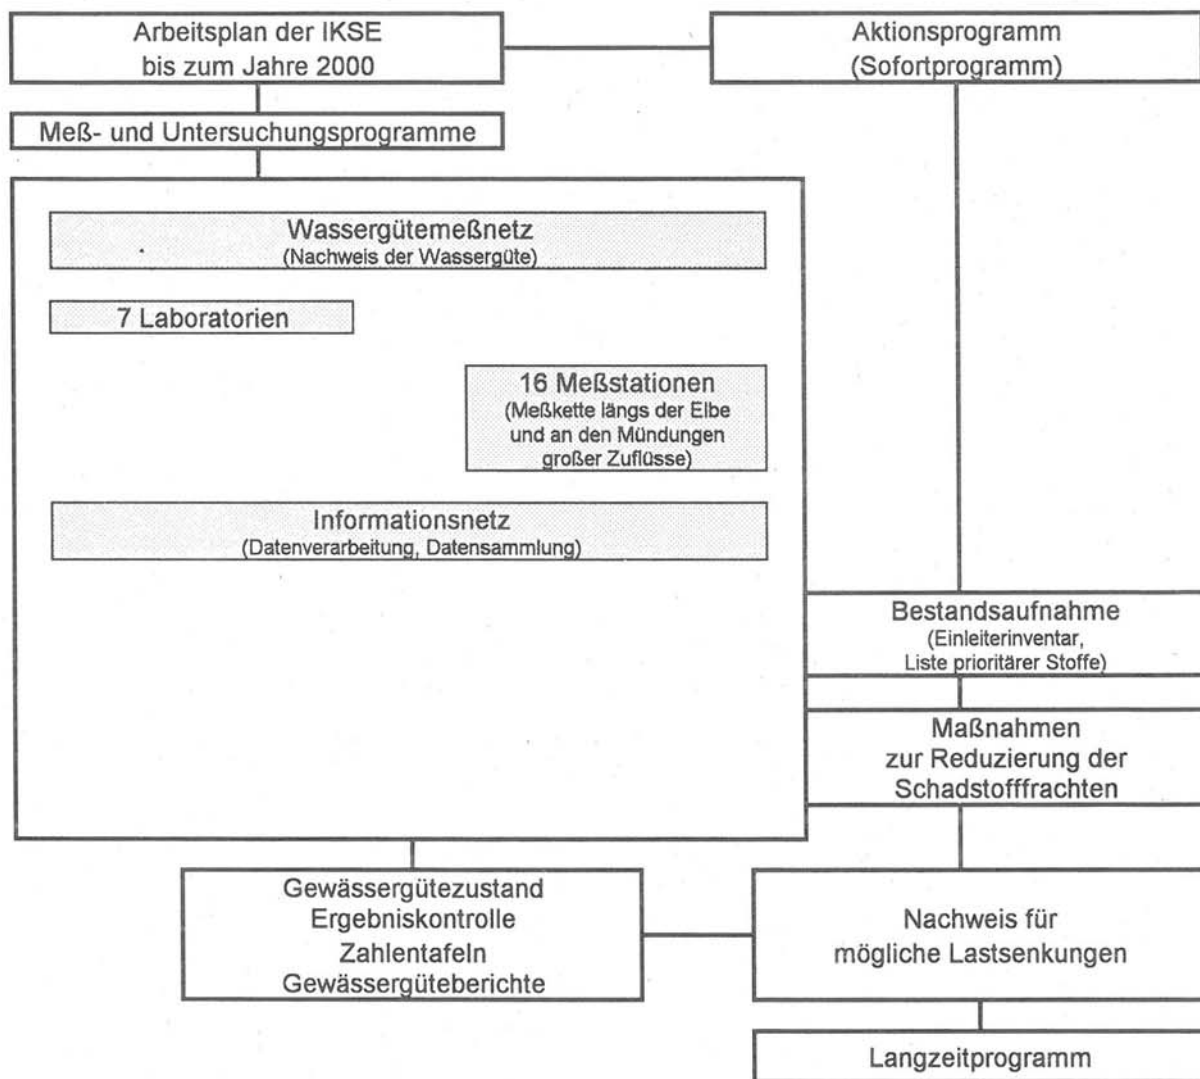 Arbeitsplan der IKSE
bis zum Jahre 2000
Aktionsprogramm
(Sofortprogramm)
Meß- und Untersuchungsprogramme
Wassergütemeßnetz
(Nachweis der Wassergüte)
7 Laboratorien
16 Meßstationen
(Meßkette längs der Elbe
und an den Mündungen
großer Zuflüsse)
Informationsnetz
(Datenverarbeitung, Datensammlung)
Bestandsaufnahme
(Einleiterinventar,
Liste prioritärer Stoffe)
Maßnahmen
zur Reduzierung der
Schadstofffrachten
Gewässergütezustand
Ergebniskontrolle
Zahlentafeln
Gewässergüteberichte
Nachweis für
mögliche Lastsenkungen
Langzeitprogramm